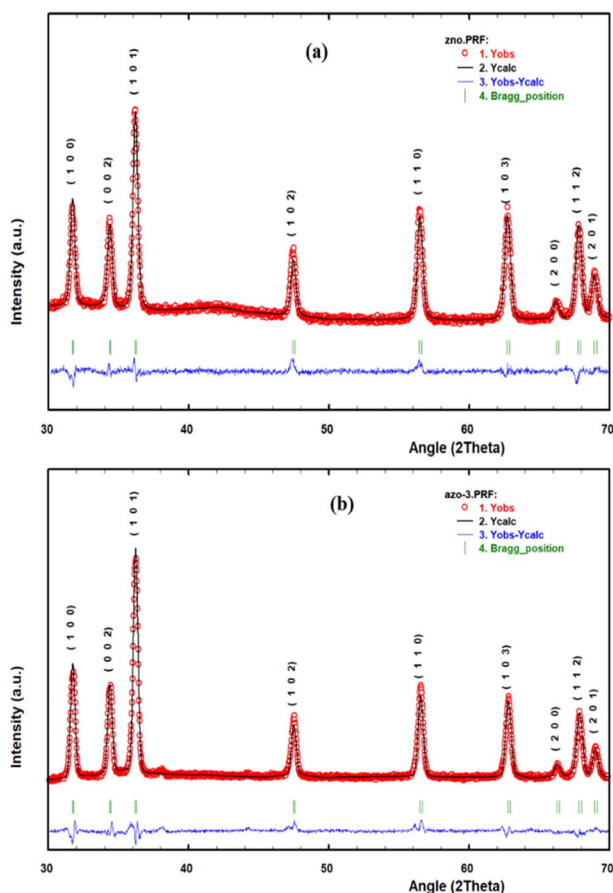 (a)
zno.PRF:
1. Yobs
2. Ycalc
3. Yobs-Ycalc
4. Bragg_position
( 1 0 0 )
( 0 0 2 )
( 1 0 1 )
( 1 0 2 )
( 1 1 0 )
( 1 0 3 )
( 2 0 0 )
( 1 1 2 )
( 2 0 1 )
Intensity (a.u.)
30 40 50 60 70
Angle (2Theta)
(b)
azo-3.PRF:
1. Yobs
2. Ycalc
3. Yobs-Ycalc
4. Bragg_position
( 1 0 0 )
( 0 0 2 )
( 1 0 1 )
( 1 0 2 )
( 1 1 0 )
( 1 0 3 )
( 2 0 0 )
( 1 1 2 )
( 2 0 1 )
Intensity (a.u.)
30 40 50 60 70
Angle (2Theta)